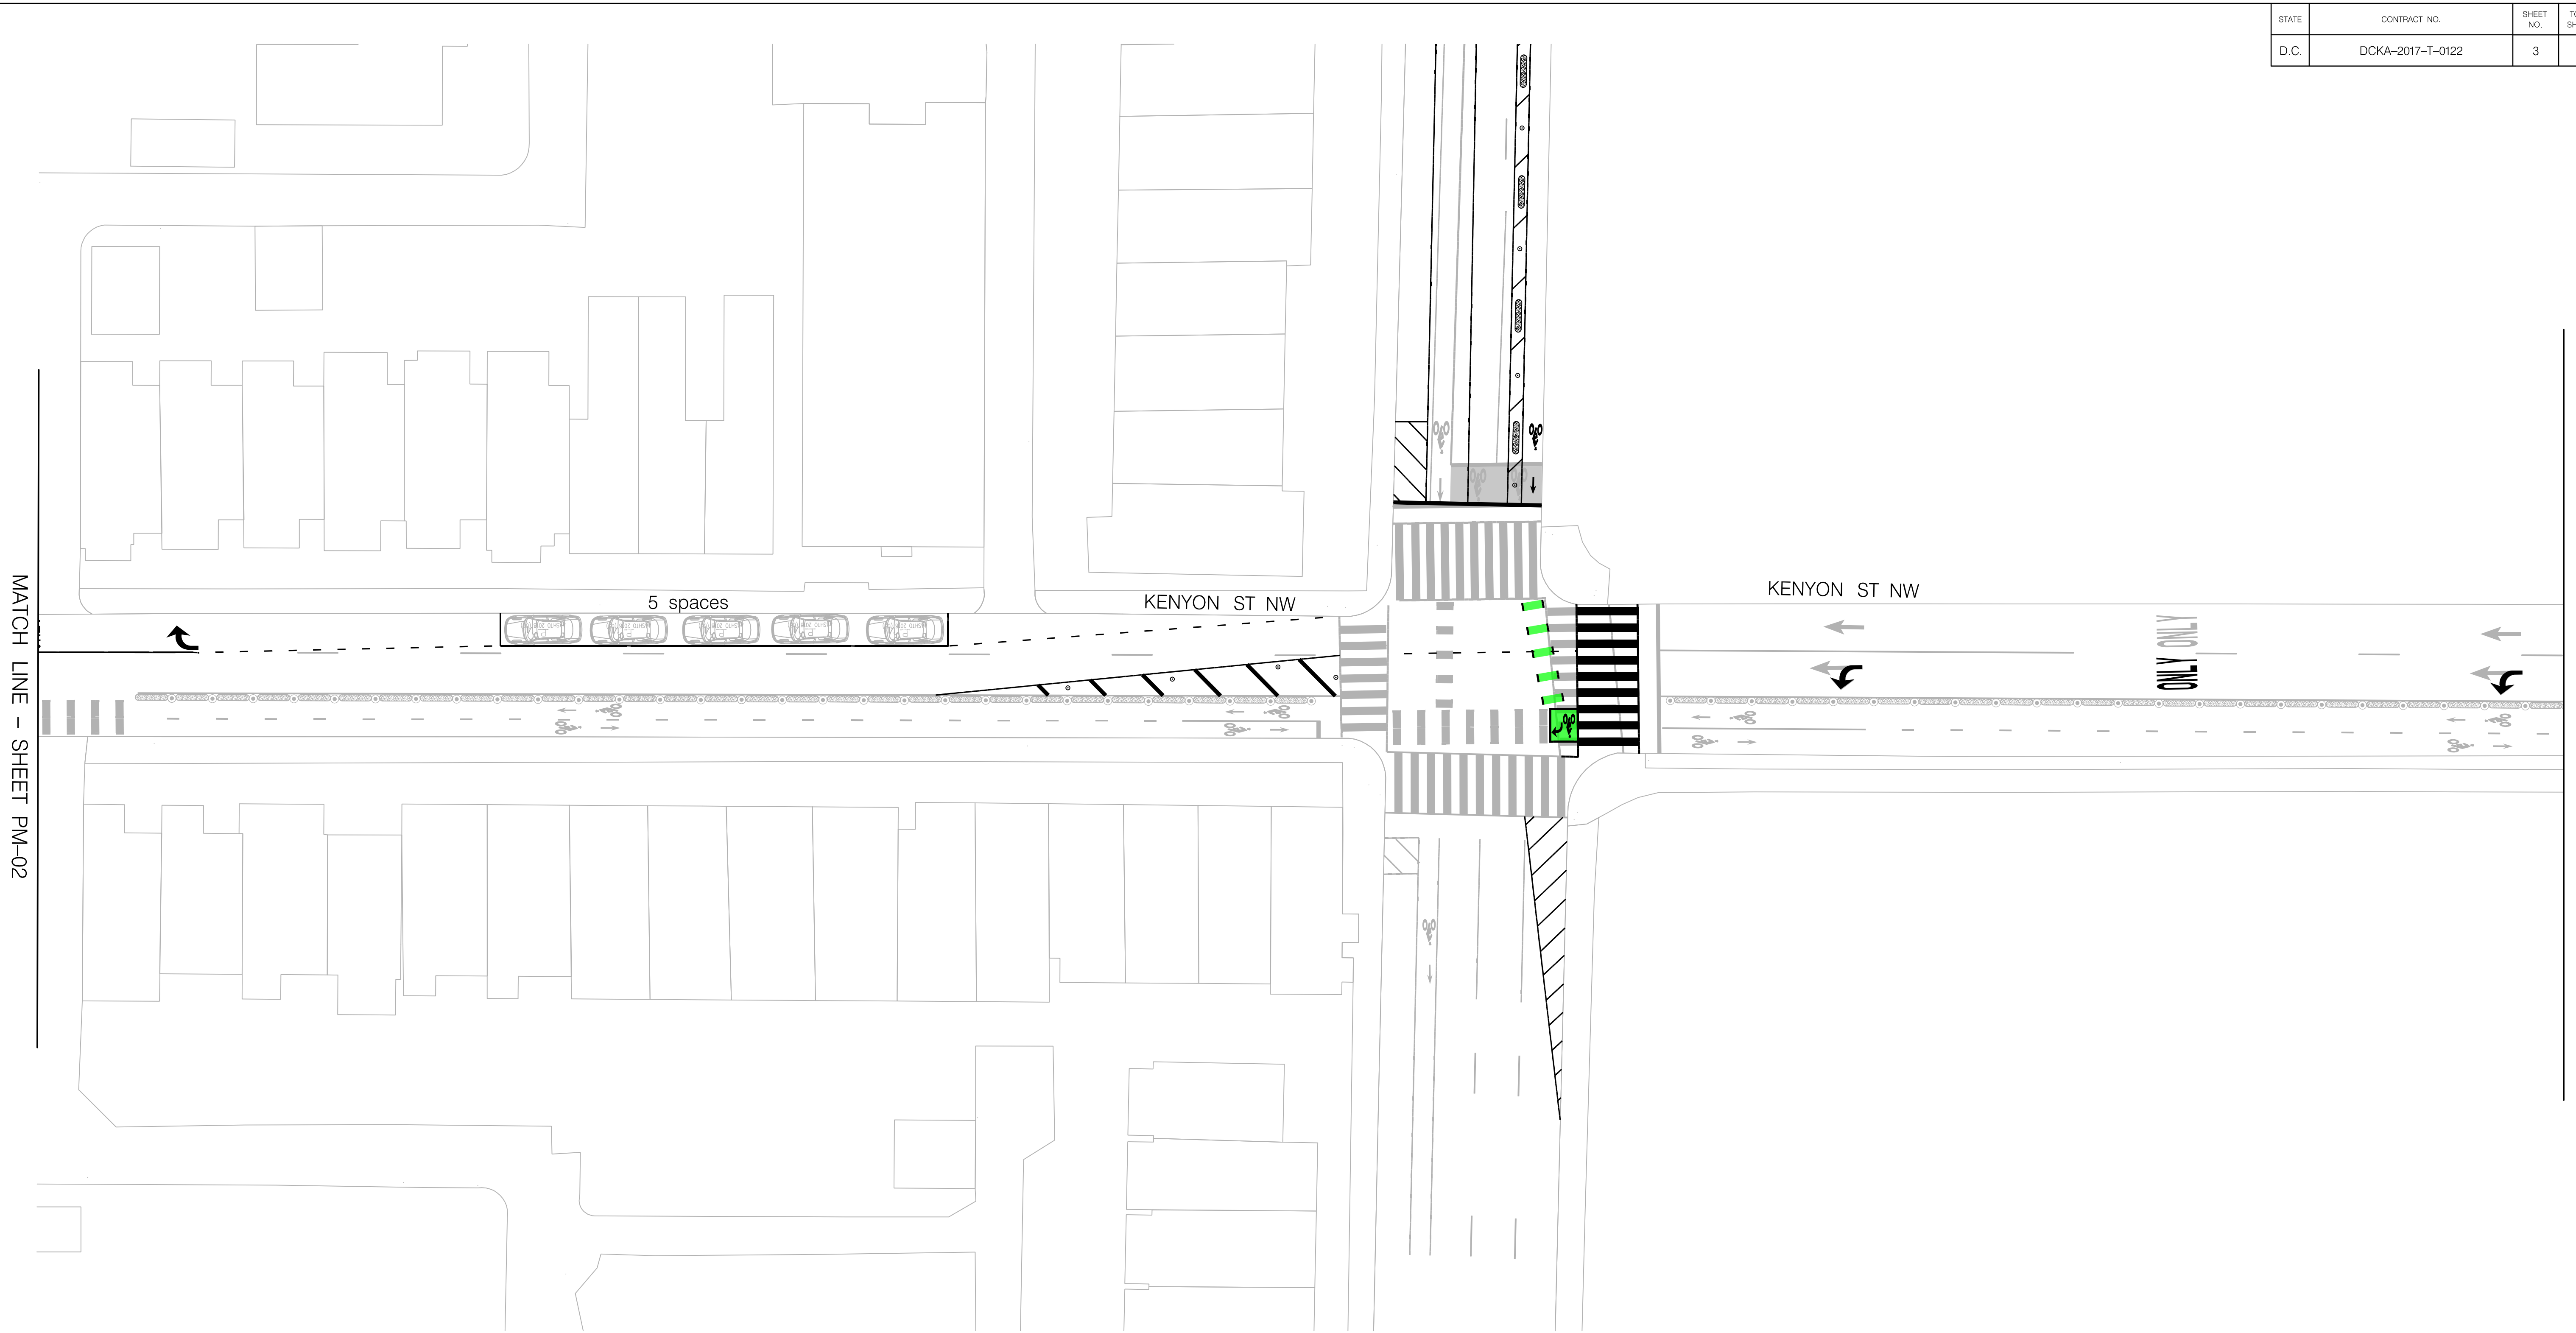 STATE
CONTRACT NO.
SHEET
NO.
D.C.
DCKA–2017–T–0122
3
5 spaces
KENYON ST NW
KENYON ST NW
ONLY
ONLY
MATCH LINE – SHEET PM–02